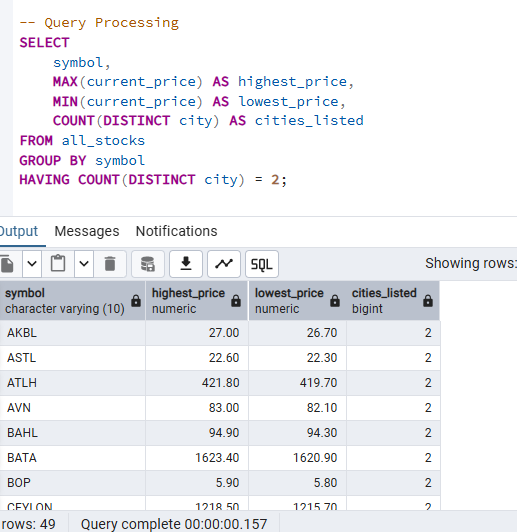 -- Query Processing
SELECT
symbol,
MAX(current_price) AS highest_price,
MIN(current_price) AS lowest_price,
COUNT(DISTINCT city) AS cities_listed
FROM all_stocks
GROUP BY symbol
HAVING COUNT(DISTINCT city) = 2;
Output Messages Notifications
SQL Showing rows:
symbol highest_price lowest_price cities_listed
character varying (10) numeric numeric bigint
AKBL 27.00 26.70 2
ASTL 22.60 22.30 2
ATLH 421.80 419.70 2
AVN 83.00 82.10 2
BAHL 94.90 94.30 2
BATA 1623.40 1620.90 2
BOP 5.90 5.80 2
CEYLON 1218.50 1215.70 2
rows: 49 Query complete 00:00:00.157